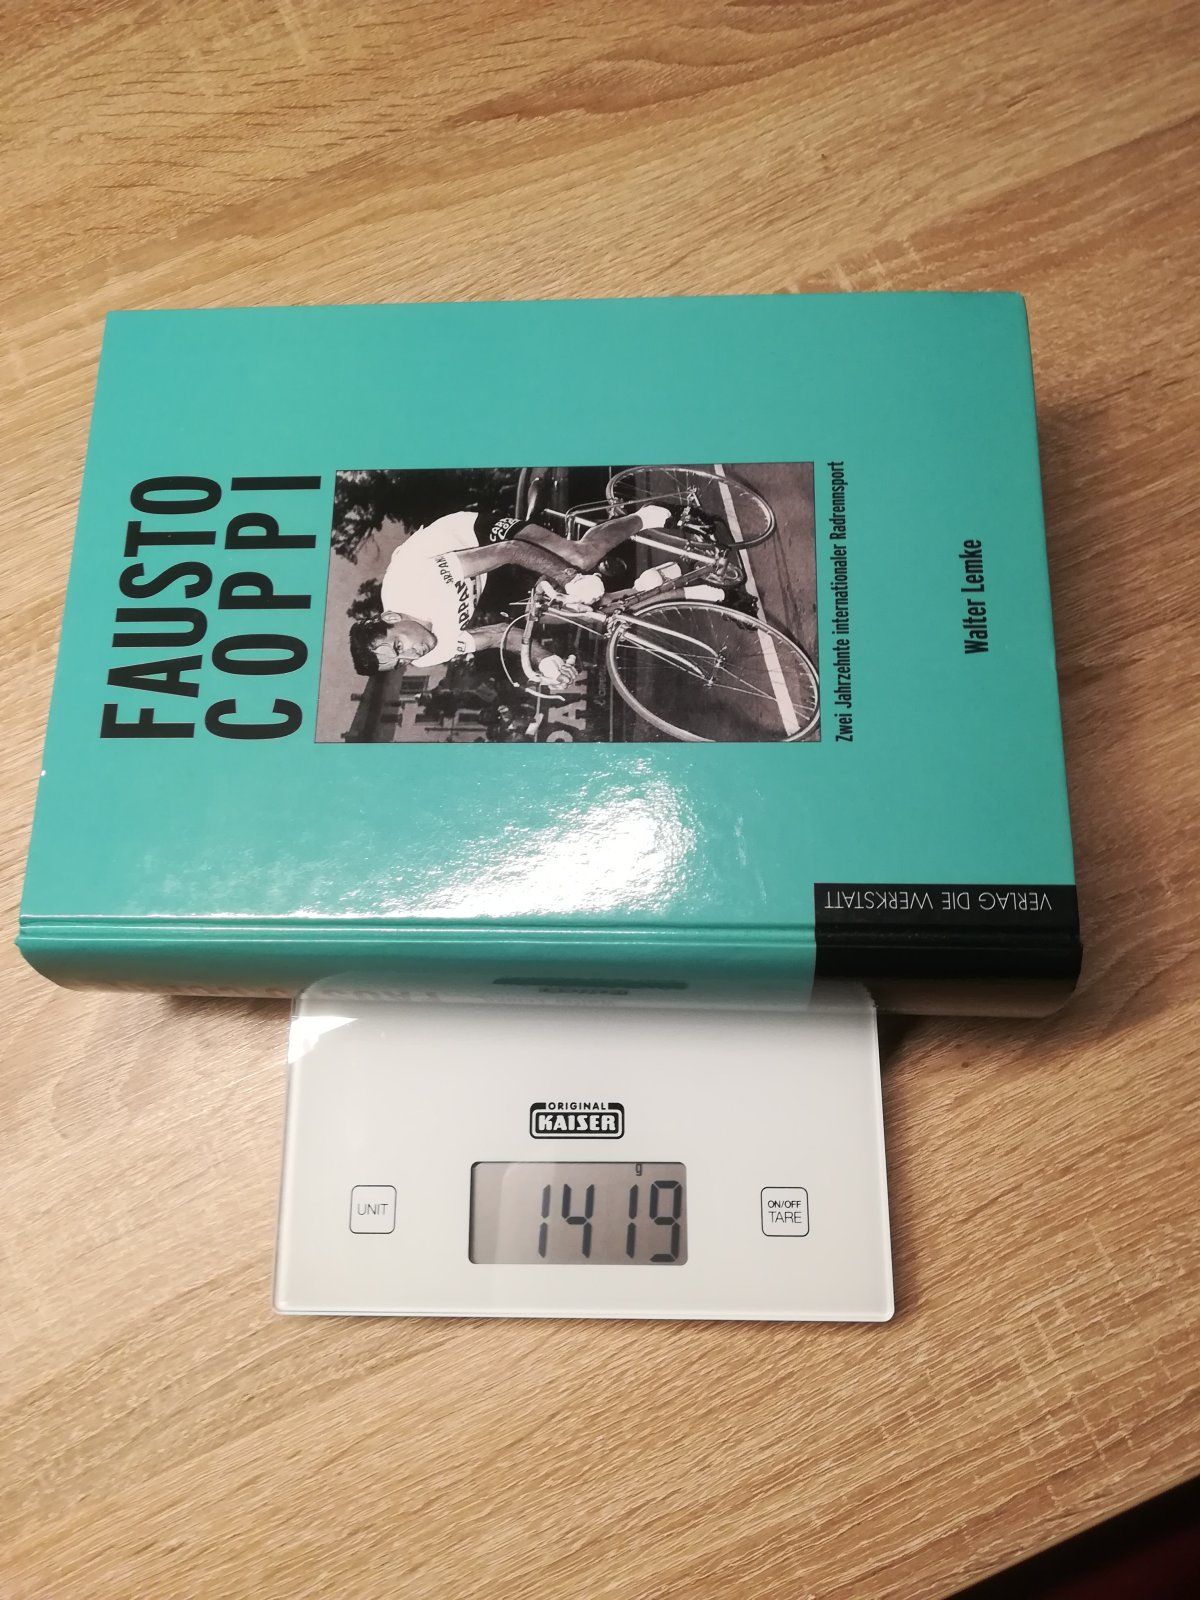 FAUSTO
COPPI
Zwei Jahrzehnte internationaler Radrennsport
Walter Lemke
VERLAG DIE WERKSTATT
ORIGINAL
KAISER
UNIT
g
1419
ON/OFF
TARE